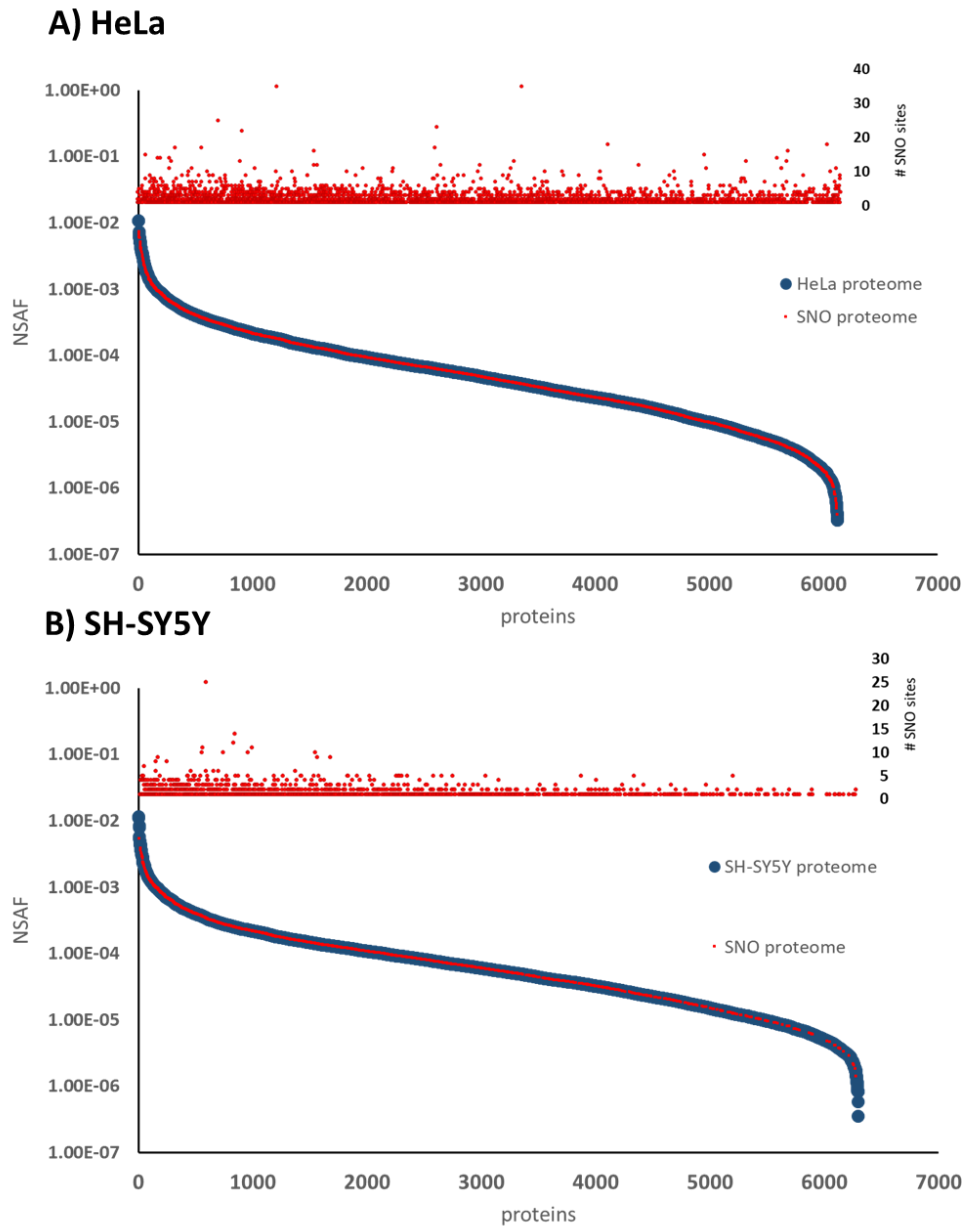 A) HeLa
40
1.00E+00
30
20
1.00E-01
10
# SNO sites
0
1.00E-02
HeLa proteome
1.00E-03
SNO proteome
NSAF
1.00E-04
1.00E-05
1.00E-06
1.00E-07
0 1000 2000 3000 4000 5000 6000 7000
proteins
B) SH-SY5Y
30
1.00E+00
25
20
15
1.00E-01
10
5
# SNO sites
0
1.00E-02
SH-SY5Y proteome
1.00E-03
NSAF
SNO proteome
1.00E-04
1.00E-05
1.00E-06
1.00E-07
0 1000 2000 3000 4000 5000 6000 7000
proteins